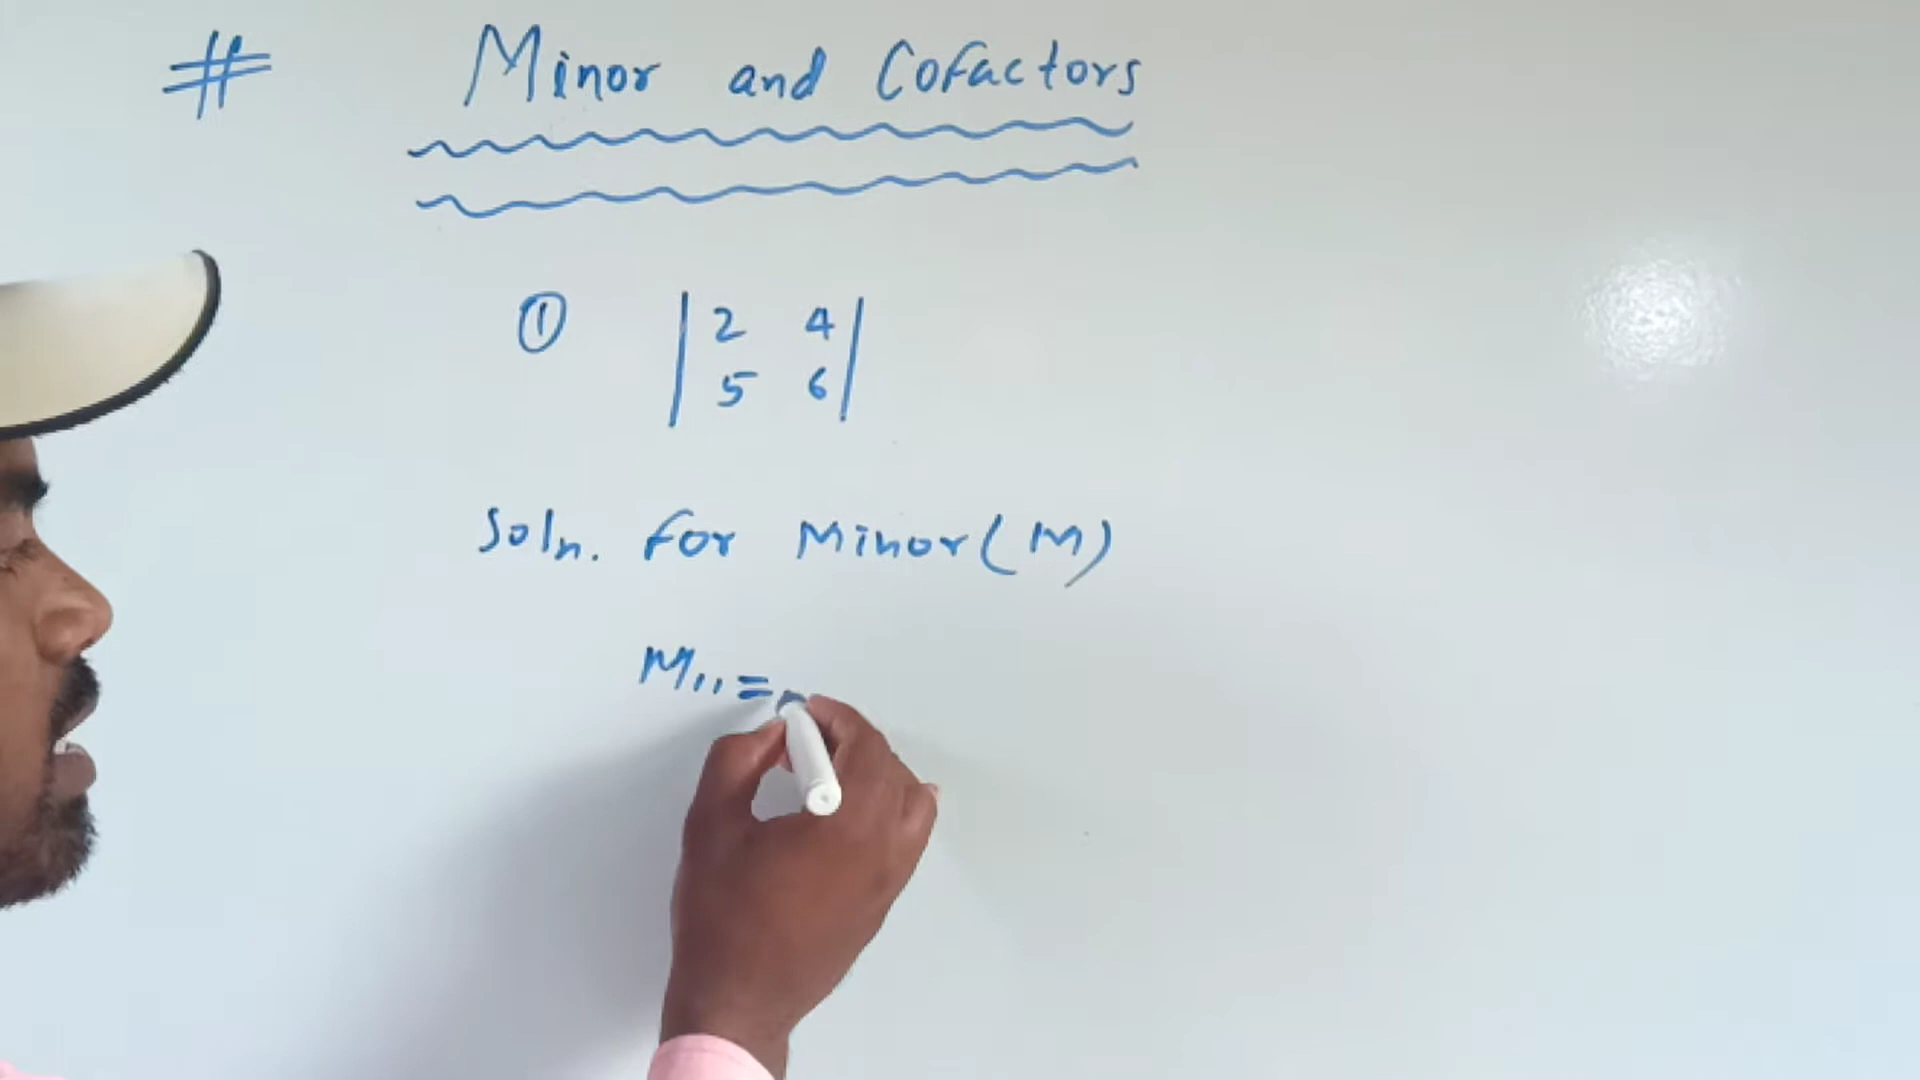 # Minor and Cofactors
① | 2 4 |
| 5 6 |
Soln. For Minor (M)
M₁₁ =